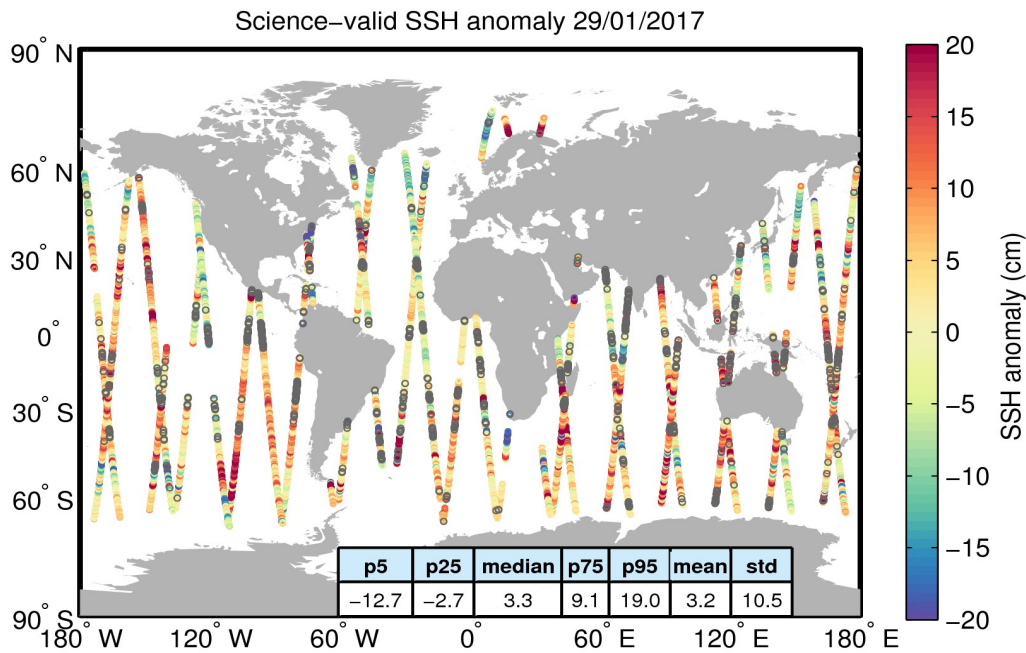 Science−valid SSH anomaly 29/01/2017
90° N
60° N
30° N
0°
30° S
60° S
90° S
180° W
120° W
60° W
0°
60° E
120° E
180° E
p5 p25 median p75 p95 mean std
−12.7 −2.7 3.3 9.1 19.0 3.2 10.5
20
15
10
5
0
−5
−10
−15
−20
SSH anomaly (cm)